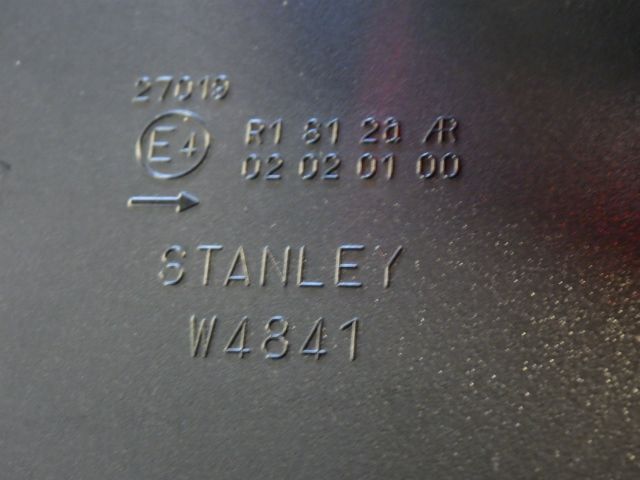 27019
E4 R1 S1 2a AR
02 02 01 00
STANLEY
W4841